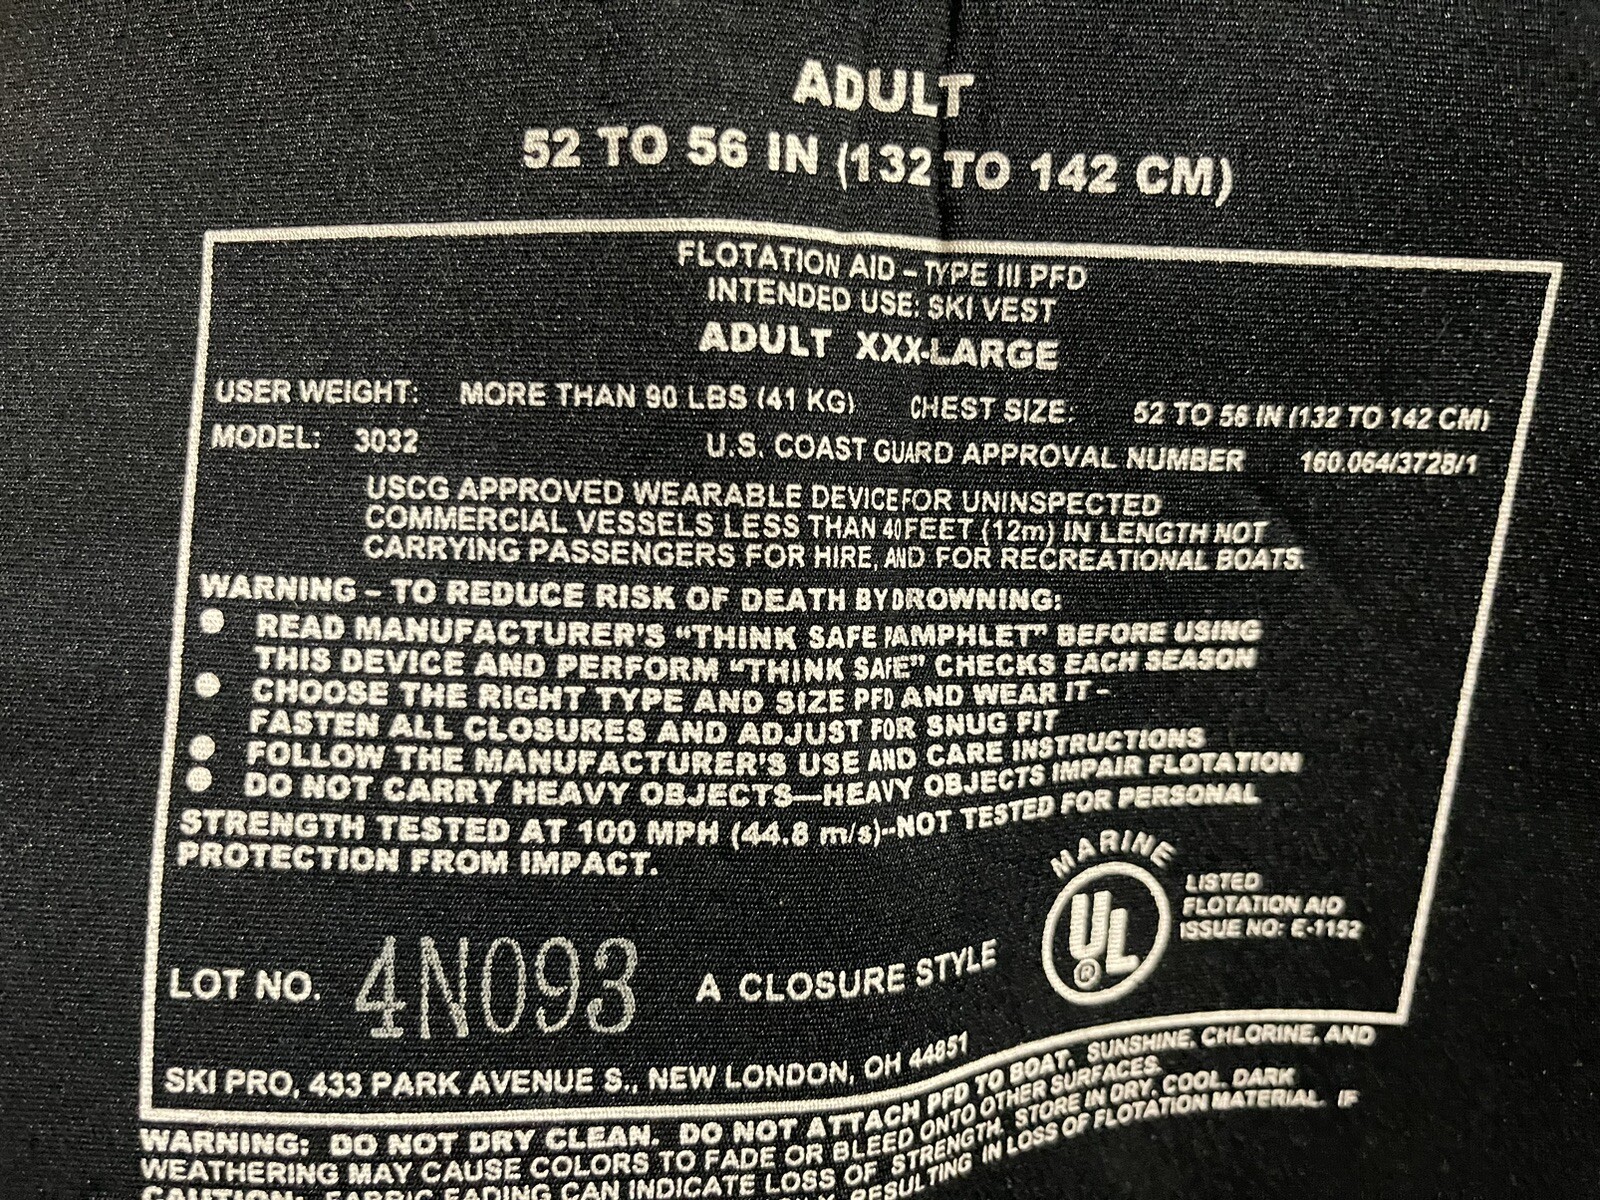 ADULT
52 TO 56 IN (132 TO 142 CM)
FLOTATION AID – TYPE III PFD
INTENDED USE: SKI VEST
ADULT XXX-LARGE
USER WEIGHT: MORE THAN 90 LBS (41 KG) CHEST SIZE: 52 TO 56 IN (132 TO 142 CM)
MODEL: 3032 U.S. COAST GUARD APPROVAL NUMBER 160.064/3728/1
USCG APPROVED WEARABLE DEVICE FOR UNINSPECTED
COMMERCIAL VESSELS LESS THAN 40 FEET (12m) IN LENGTH NOT
CARRYING PASSENGERS FOR HIRE, AND FOR RECREATIONAL BOATS.
WARNING – TO REDUCE RISK OF DEATH BY DROWNING:
● READ MANUFACTURER'S "THINK SAFE PAMPHLET" BEFORE USING
THIS DEVICE AND PERFORM "THINK SAFE" CHECKS EACH SEASON
● CHOOSE THE RIGHT TYPE AND SIZE PFD AND WEAR IT -
FASTEN ALL CLOSURES AND ADJUST FOR SNUG FIT
● FOLLOW THE MANUFACTURER'S USE AND CARE INSTRUCTIONS
● DO NOT CARRY HEAVY OBJECTS—HEAVY OBJECTS IMPAIR FLOTATION
STRENGTH TESTED AT 100 MPH (44.8 m/s)--NOT TESTED FOR PERSONAL
PROTECTION FROM IMPACT.
MARINE
UL
®
LISTED
FLOTATION AID
ISSUE NO: E-1152
LOT NO. 4N093 A CLOSURE STYLE
SKI PRO, 433 PARK AVENUE S., NEW LONDON, OH 44851
WARNING: DO NOT DRY CLEAN. DO NOT ATTACH PFD TO BOAT. SUNSHINE, CHLORINE, AND
WEATHERING MAY CAUSE COLORS TO FADE OR BLEED ONTO OTHER SURFACES.
CAUTION: FABRIC FADING CAN INDICATE LOSS OF STRENGTH. STORE IN DRY, COOL, DARK
RESULTING IN LOSS OF FLOTATION MATERIAL. IF